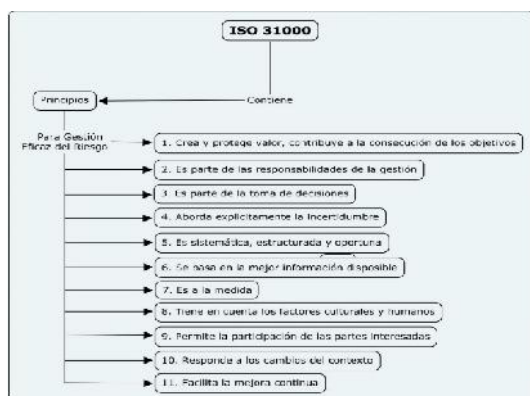 ISO 31000
Contiene
Principios
Para Gestión
Eficaz del Riesgo
1. Crea y protege valor, contribuye a la consecución de los objetivos
2. Es parte de las responsabilidades de la gestión
3. Es parte de la toma de decisiones
4. Aborda explícitamente la incertidumbre
5. Es sistemática, estructurada y oportuna
6. Se basa en la mejor información disponible
7. Es a la medida
8. Tiene en cuenta los factores culturales y humanos
9. Permite la participación de las partes interesadas
10. Responde a los cambios del contexto
11. Facilita la mejora continua